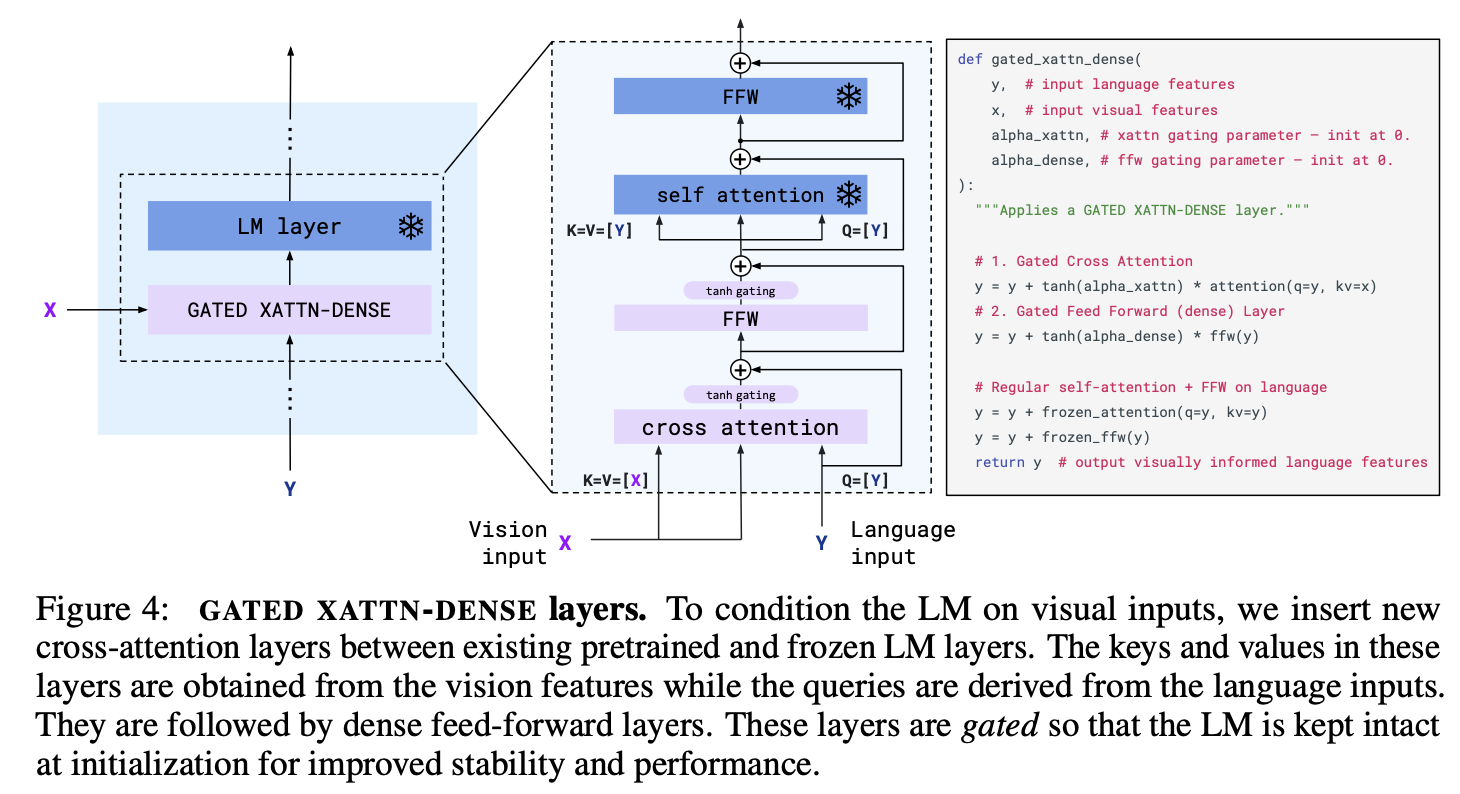 LM layer
X
GATED XATTN-DENSE
Y
FFW
self attention
K=V=[Y]
Q=[Y]
tanh gating
FFW
tanh gating
cross attention
K=V=[X]
Q=[Y]
Vision
input
X
Y
Language
input
def gated_xattn_dense(
y,  # input language features
x,  # input visual features
alpha_xattn, # xattn gating parameter – init at 0.
alpha_dense, # ffw gating parameter – init at 0.
):
"""Applies a GATED XATTN-DENSE layer."""
# 1. Gated Cross Attention
y = y + tanh(alpha_xattn) * attention(q=y, kv=x)
# 2. Gated Feed Forward (dense) Layer
y = y + tanh(alpha_dense) * ffw(y)
# Regular self-attention + FFW on language
y = y + frozen_attention(q=y, kv=y)
y = y + frozen_ffw(y)
return y  # output visually informed language features
Figure 4: GATED XATTN-DENSE layers. To condition the LM on visual inputs, we insert new
cross-attention layers between existing pretrained and frozen LM layers. The keys and values in these
layers are obtained from the vision features while the queries are derived from the language inputs.
They are followed by dense feed-forward layers. These layers are gated so that the LM is kept intact
at initialization for improved stability and performance.